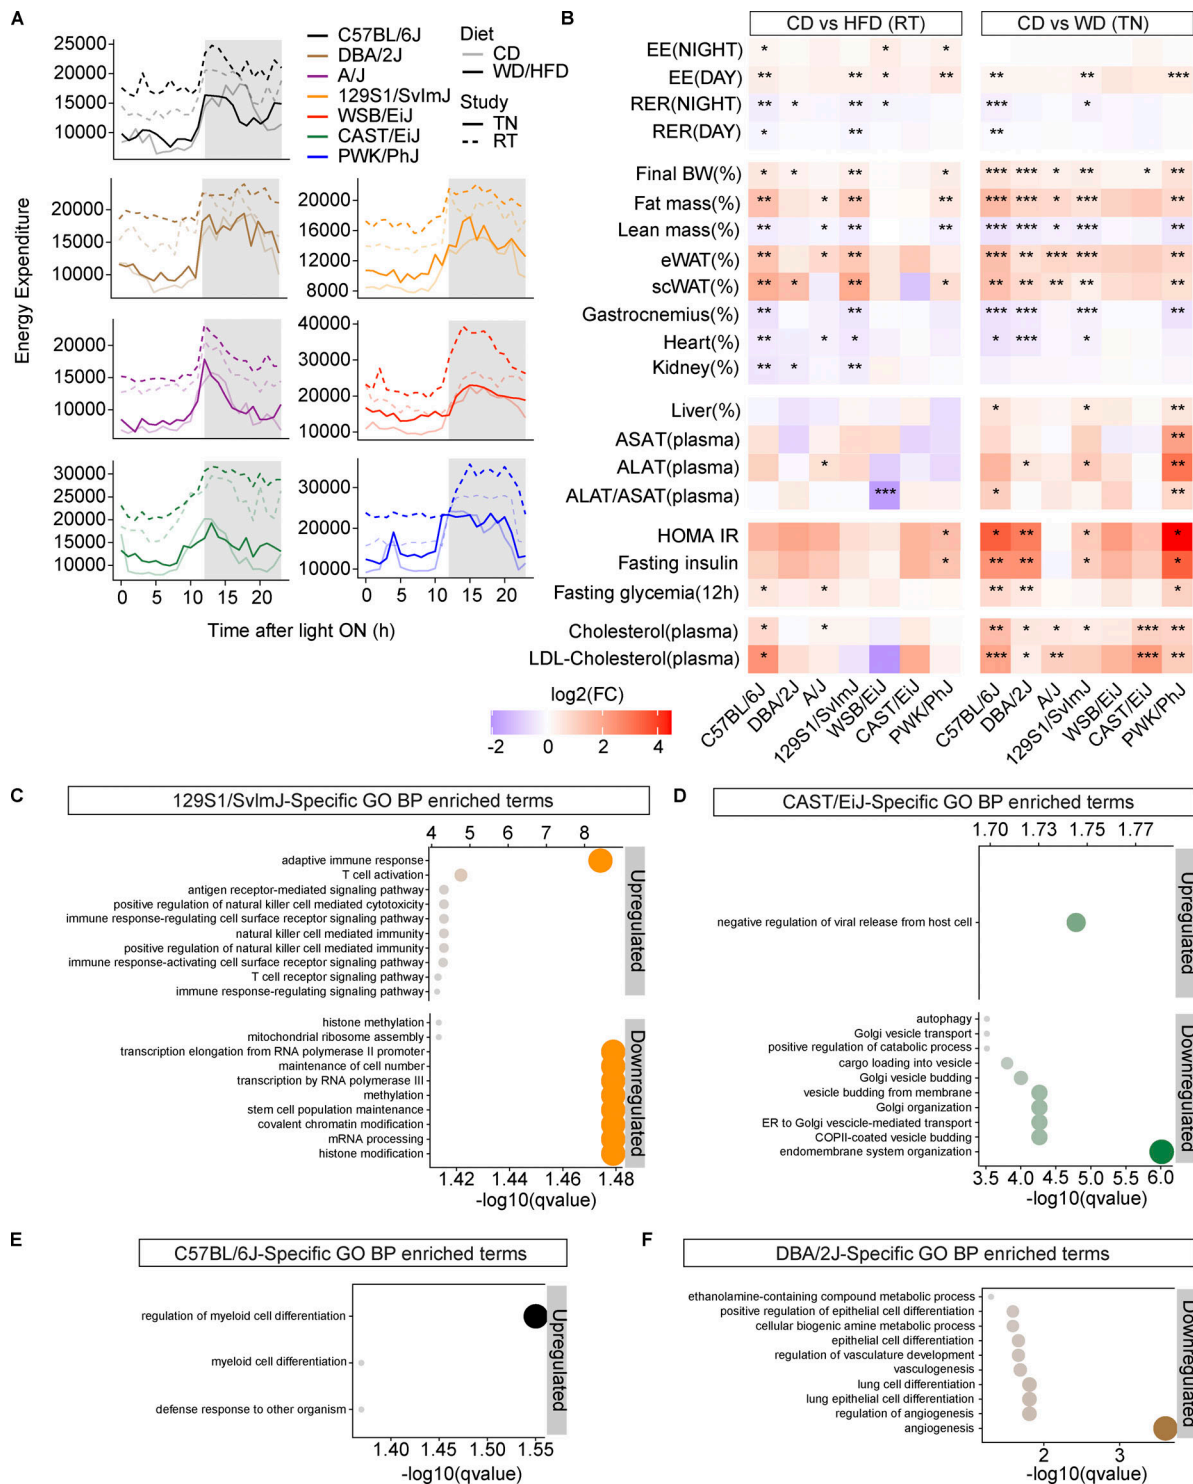 A
25000
20000
15000
10000
C57BL/6J
DBA/2J
A/J
129S1/SvImJ
WSB/EiJ
CAST/EiJ
PWK/PhJ
Diet
CD
WD/HFD
Study
TN
RT
20000
15000
10000
20000
16000
12000
8000
20000
15000
10000
40000
30000
20000
10000
30000
25000
20000
15000
10000
30000
20000
10000
0 5 10 15 20
0 5 10 15 20
Energy Expenditure
Time after light ON (h)
B
CD vs HFD (RT)
CD vs WD (TN)
EE(NIGHT) * * *
EE(DAY) ** ** * ** ** ** ***
RER(NIGHT) ** * ** * *** *
RER(DAY) * ** **
Final BW(%) * * ** * *** *** * ** * **
Fat mass(%) ** * ** ** *** *** * *** **
Lean mass(%) ** * ** ** *** *** * *** **
eWAT(%) ** * ** *** ** *** *** **
scWAT(%) ** * ** * ** ** ** ** **
Gastrocnemius(%) ** ** *** *** *** **
Heart(%) ** * * * *** *
Kidney(%) ** * **
Liver(%) * * **
ASAT(plasma) **
ALAT(plasma) * * * **
ALAT/ASAT(plasma) *** * **
HOMA IR * * ** * *
Fasting insulin * ** ** * *
Fasting glycemia(12h) * * ** ** *
Cholesterol(plasma) * * ** * * * *** **
LDL-Cholesterol(plasma) * *** * ** *** **
C57BL/6J
DBA/2J
A/J
129S1/SvImJ
WSB/EiJ
CAST/EiJ
PWK/PhJ
C57BL/6J
DBA/2J
A/J
129S1/SvImJ
WSB/EiJ
CAST/EiJ
PWK/PhJ
log2(FC)
-2 0 2 4
C
129S1/SvImJ-Specific GO BP enriched terms
4 5 6 7 8
adaptive immune response
T cell activation
antigen receptor-mediated signaling pathway
positive regulation of natural killer cell mediated cytotoxicity
immune response-regulating cell surface receptor signaling pathway
natural killer cell mediated immunity
positive regulation of natural killer cell mediated immunity
immune response-activating cell surface receptor signaling pathway
T cell receptor signaling pathway
immune response-regulating signaling pathway
Upregulated
histone methylation
mitochondrial ribosome assembly
transcription elongation from RNA polymerase II promoter
maintenance of cell number
transcription by RNA polymerase III
methylation
stem cell population maintenance
covalent chromatin modification
mRNA processing
histone modification
Downregulated
1.42 1.44 1.46 1.48
-log10(qvalue)
D
CAST/EiJ-Specific GO BP enriched terms
1.70 1.73 1.75 1.77
negative regulation of viral release from host cell
Upregulated
autophagy
Golgi vesicle transport
positive regulation of catabolic process
cargo loading into vesicle
Golgi vesicle budding
vesicle budding from membrane
Golgi organization
ER to Golgi vescicle-mediated transport
COPII-coated vesicle budding
endomembrane system organization
Downregulated
3.5 4.0 4.5 5.0 5.5 6.0
-log10(qvalue)
E
C57BL/6J-Specific GO BP enriched terms
regulation of myeloid cell differentiation
myeloid cell differentiation
defense response to other organism
Upregulated
1.40 1.45 1.50 1.55
-log10(qvalue)
F
DBA/2J-Specific GO BP enriched terms
ethanolamine-containing compound metabolic process
positive regulation of epithelial cell differentiation
cellular biogenic amine metabolic process
epithelial cell differentiation
regulation of vasculature development
vasculogenesis
lung cell differentiation
lung epithelial cell differentiation
regulation of angiogenesis
angiogenesis
Downregulated
2 3
-log10(qvalue)